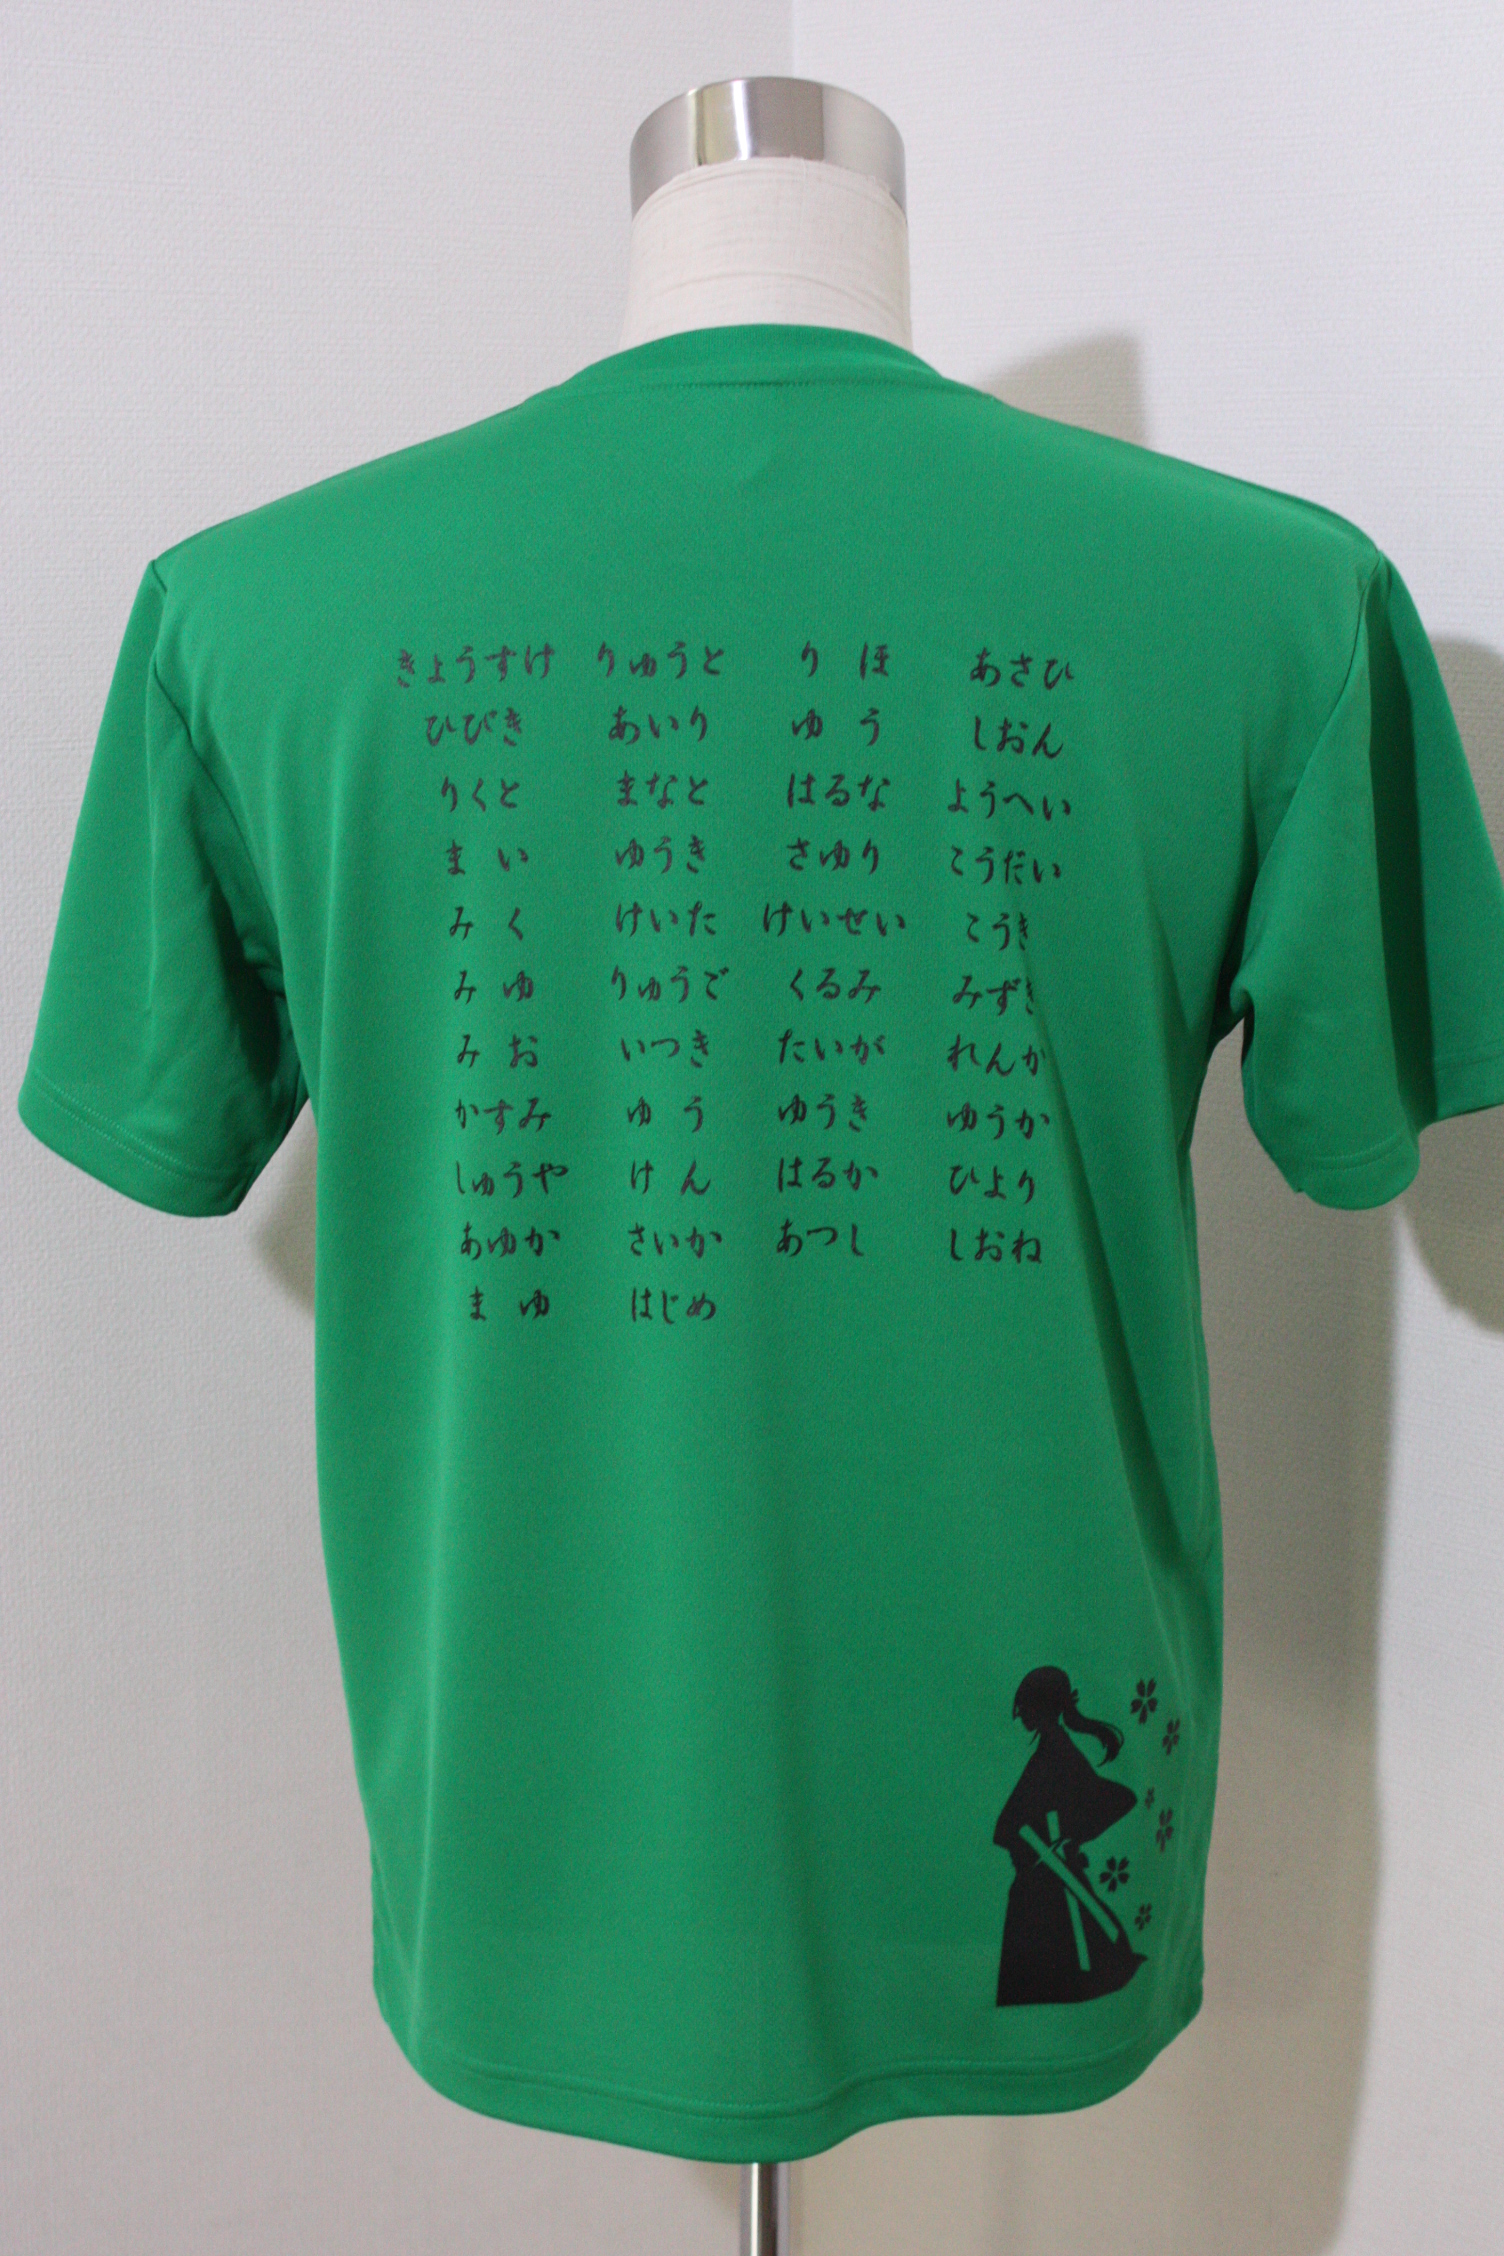 きょうすけ りゅうと りほ あさひ
ひびき あいり ゆう しおん
りくと まなと はるな ようへい
まい ゆうき さゆり こうだい
みく けいた けいせい こうき
みゆ りゅうご くるみ みずき
みお いつき たいが れんか
かすみ ゆう ゆうき ゆうか
しゅうや けん はるか ひより
あゆか さいか あつし しおね
まゆ はじめ